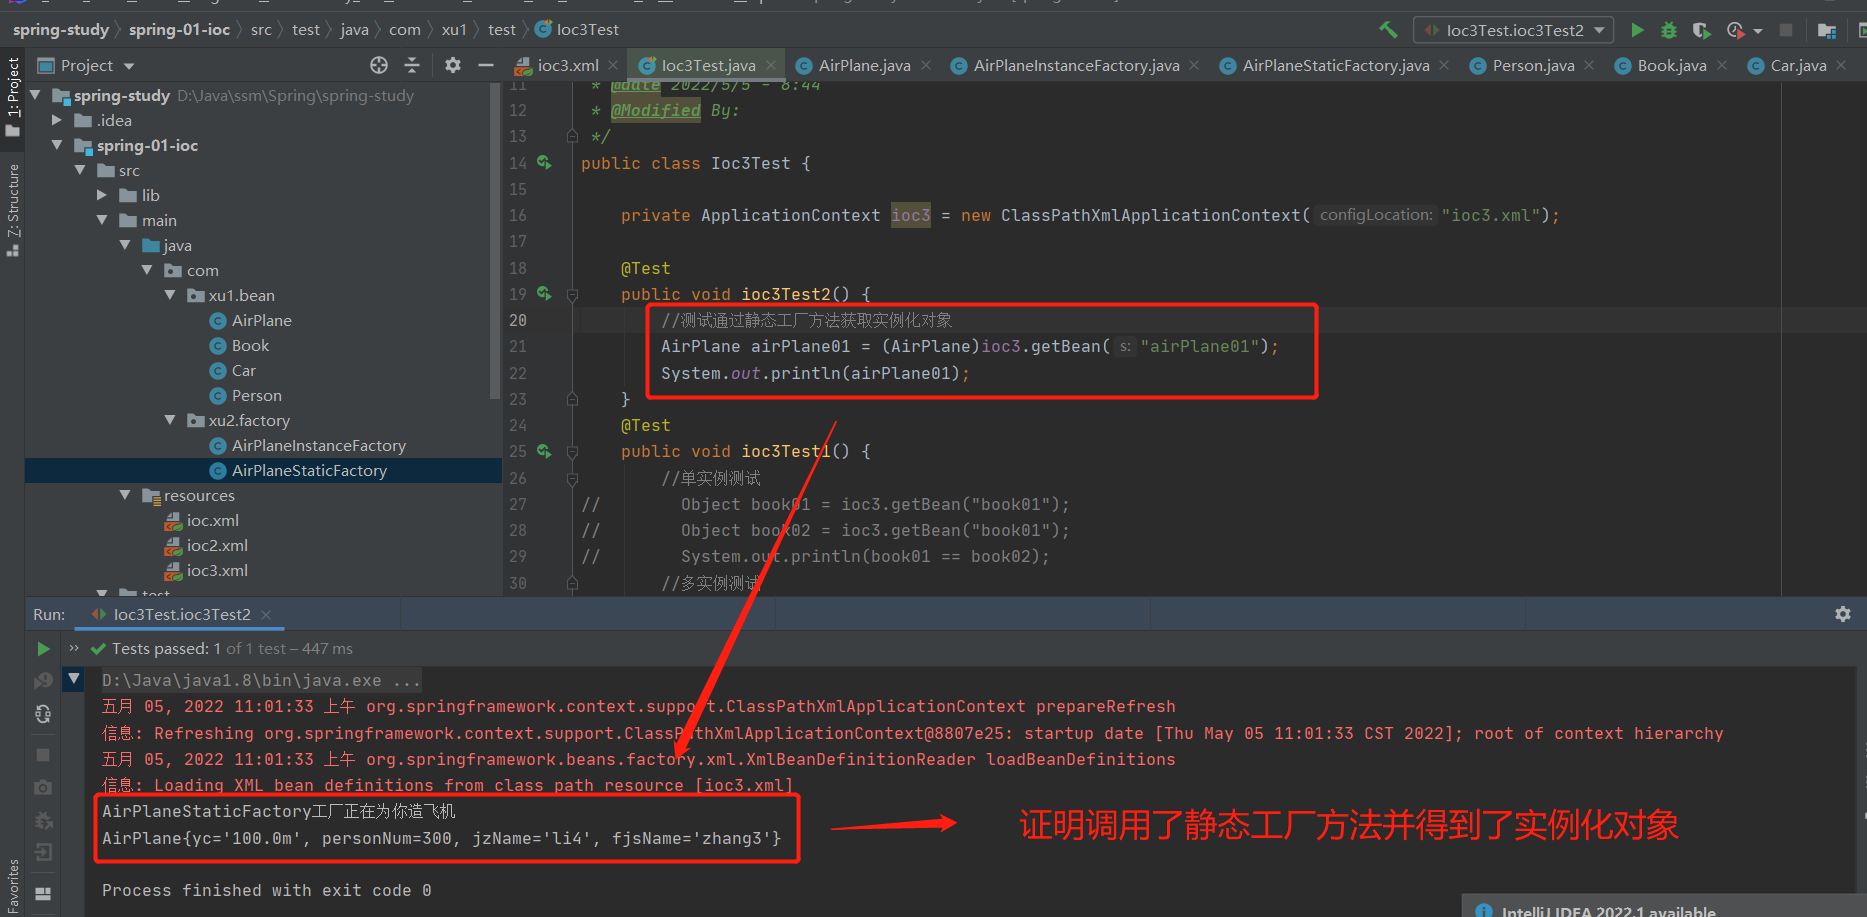 spring-study spring-01-ioc src test java com xu1 test Ioc3Test Ioc3Test.ioc3Test2
Project ioc3.xml Ioc3Test.java AirPlane.java AirPlaneInstanceFactory.java AirPlaneStaticFactory.java Person.java Book.java Car.java
1: Project
7: Structure
Favorites
spring-study D:\Java\ssm\Spring\spring-study
.idea
spring-01-ioc
src
lib
main
java
com
xu1.bean
AirPlane
Book
Car
Person
xu2.factory
AirPlaneInstanceFactory
AirPlaneStaticFactory
resources
ioc.xml
ioc2.xml
ioc3.xml
test
11 * @date 2022/5/5 - 8:44
12 * @Modified By:
13 */
14 public class Ioc3Test {
15
16 private ApplicationContext ioc3 = new ClassPathXmlApplicationContext( configLocation: "ioc3.xml");
17
18 @Test
19 public void ioc3Test2() {
20 //测试通过静态工厂方法获取实例化对象
21 AirPlane airPlane01 = (AirPlane)ioc3.getBean( s: "airPlane01");
22 System.out.println(airPlane01);
23 }
24 @Test
25 public void ioc3Test1() {
26 //单实例测试
27 // Object book01 = ioc3.getBean("book01");
28 // Object book02 = ioc3.getBean("book01");
29 // System.out.println(book01 == book02);
30 //多实例测试
Run: Ioc3Test.ioc3Test2
Tests passed: 1 of 1 test – 447 ms
D:\Java\java1.8\bin\java.exe ...
五月 05, 2022 11:01:33 上午 org.springframework.context.support.ClassPathXmlApplicationContext prepareRefresh
信息: Refreshing org.springframework.context.support.ClassPathXmlApplicationContext@8807e25: startup date [Thu May 05 11:01:33 CST 2022]; root of context hierarchy
五月 05, 2022 11:01:33 上午 org.springframework.beans.factory.xml.XmlBeanDefinitionReader loadBeanDefinitions
信息: Loading XML bean definitions from class path resource [ioc3.xml]
AirPlaneStaticFactory工厂正在为你造飞机
AirPlane{yc='100.0m', personNum=300, jzName='li4', fjsName='zhang3'}
证明调用了静态工厂方法并得到了实例化对象
Process finished with exit code 0
IntelliJ IDEA 2022.1 available